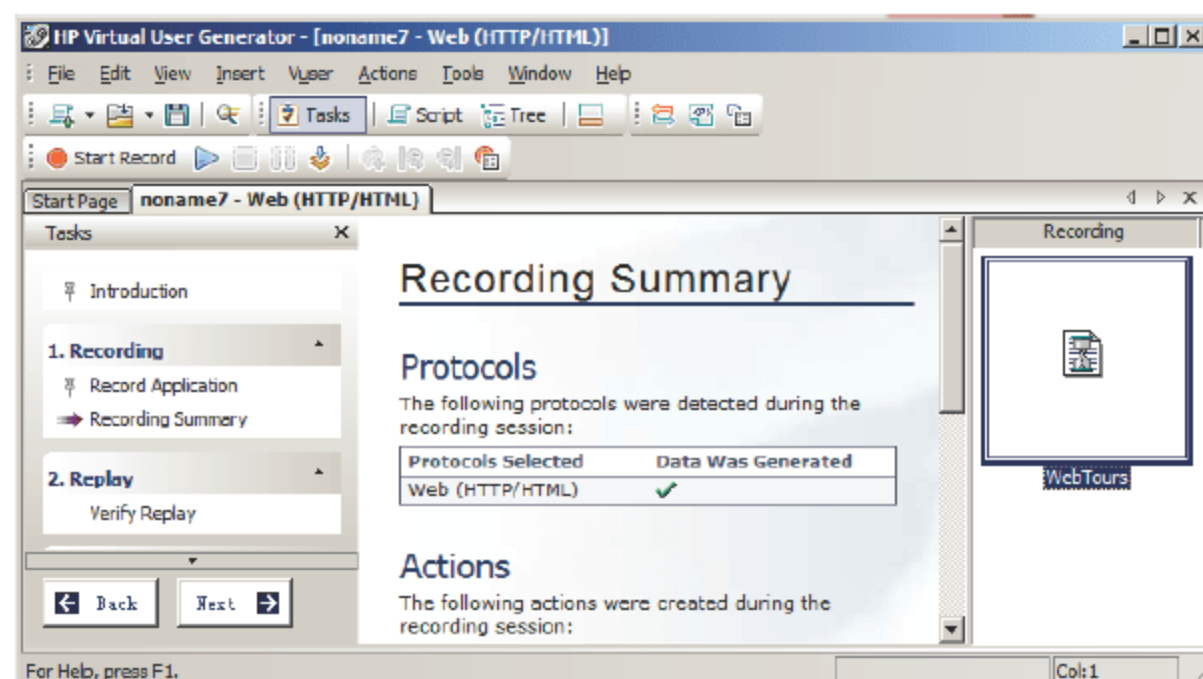 HP Virtual User Generator - [noname7 - Web (HTTP/HTML)]
File Edit View Insert Vuser Actions Tools Window Help
Tasks Script Tree
Start Record
Start Page noname7 - Web (HTTP/HTML)
Tasks
Introduction
1. Recording
Record Application
Recording Summary
2. Replay
Verify Replay
Back Next
Recording Summary
Protocols
The following protocols were detected during the
recording session:
Protocols Selected Data Was Generated
Web (HTTP/HTML)
Actions
The following actions were created during the
recording session:
Recording
WebTours
For Help, press F1.
Col:1